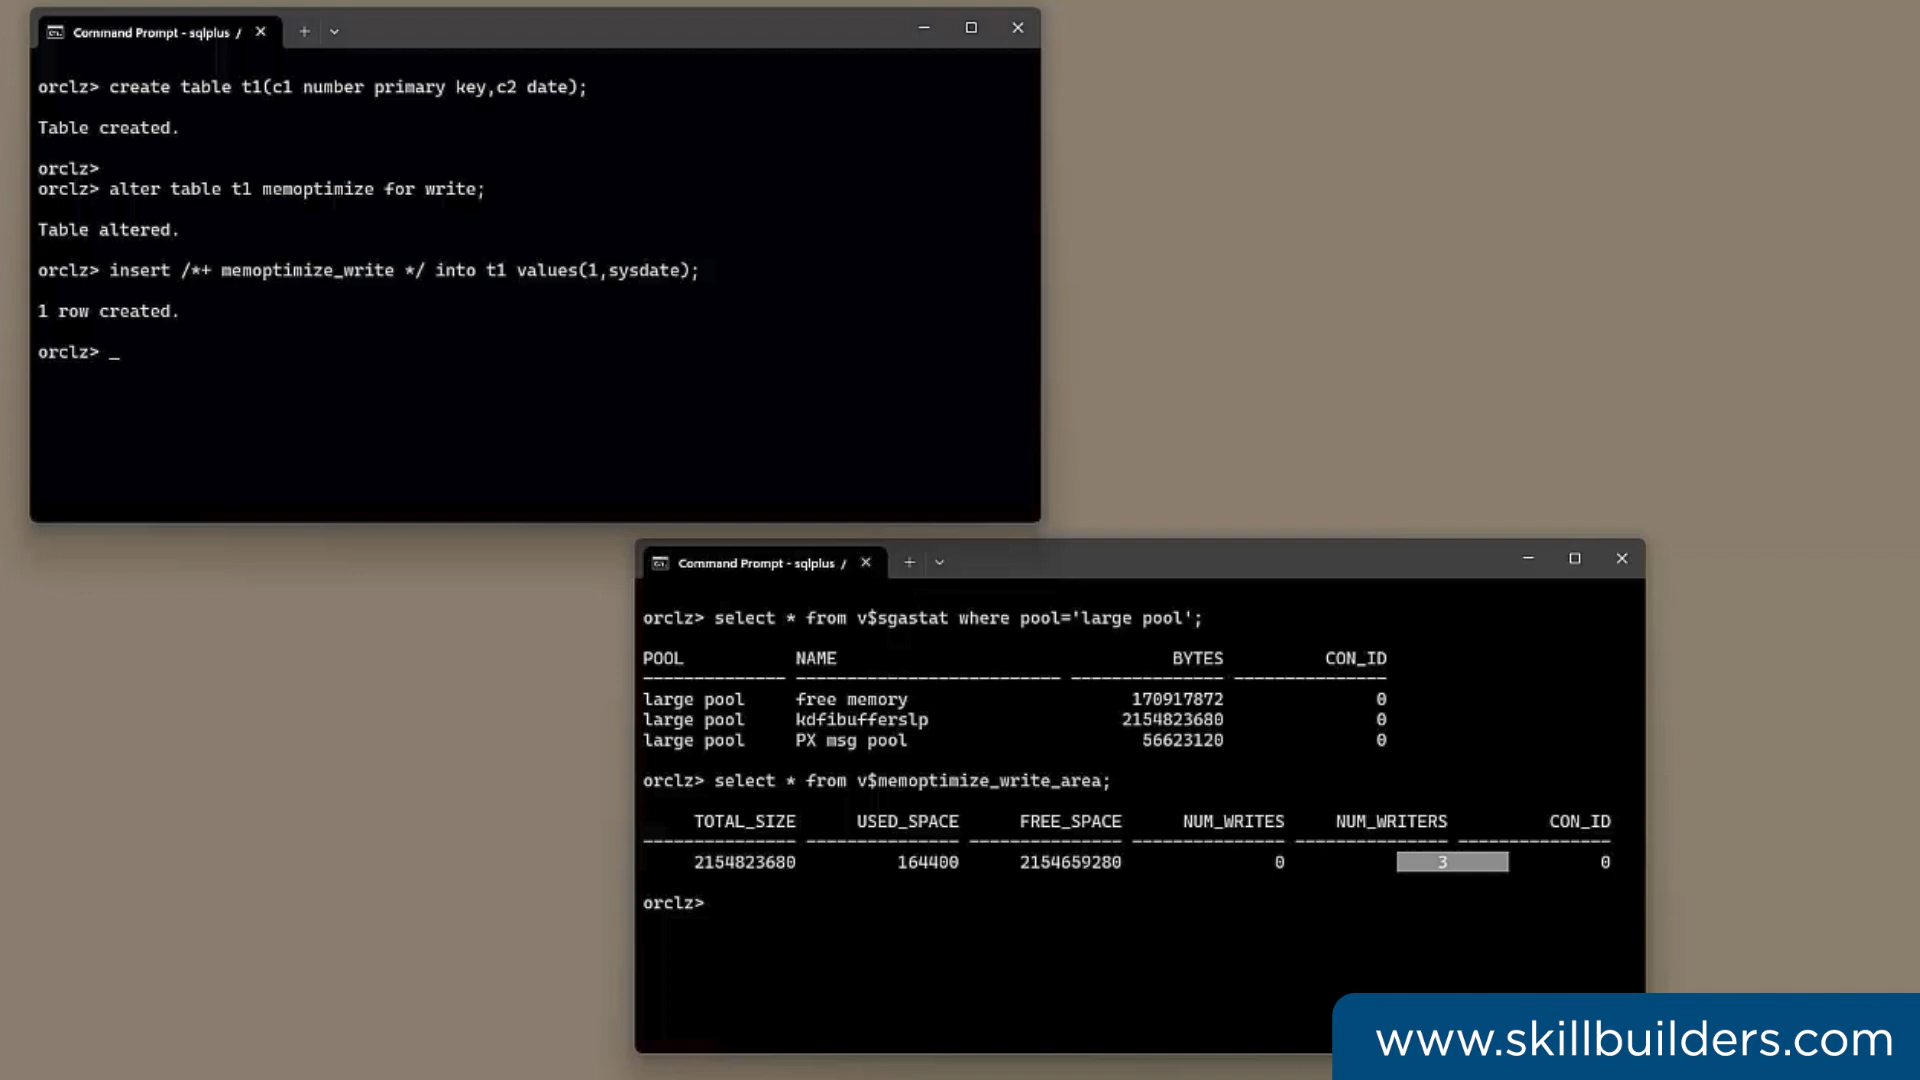 Command Prompt - sqlplus /
orclz> create table t1(c1 number primary key,c2 date);
Table created.
orclz>
orclz> alter table t1 memoptimize for write;
Table altered.
orclz> insert /*+ memoptimize_write */ into t1 values(1,sysdate);
1 row created.
orclz> _
Command Prompt - sqlplus /
orclz> select * from v$sgastat where pool='large pool';
POOL NAME BYTES CON_ID
-------------- -------------------------- --------------- ---------------
large pool free memory 170917872 0
large pool kdfibufferslp 2154823680 0
large pool PX msg pool 56623120 0
orclz> select * from v$memoptimize_write_area;
TOTAL_SIZE USED_SPACE FREE_SPACE NUM_WRITES NUM_WRITERS CON_ID
--------------- --------------- --------------- --------------- --------------- ---------------
2154823680 164400 2154659280 0 3 0
orclz>
www.skillbuilders.com